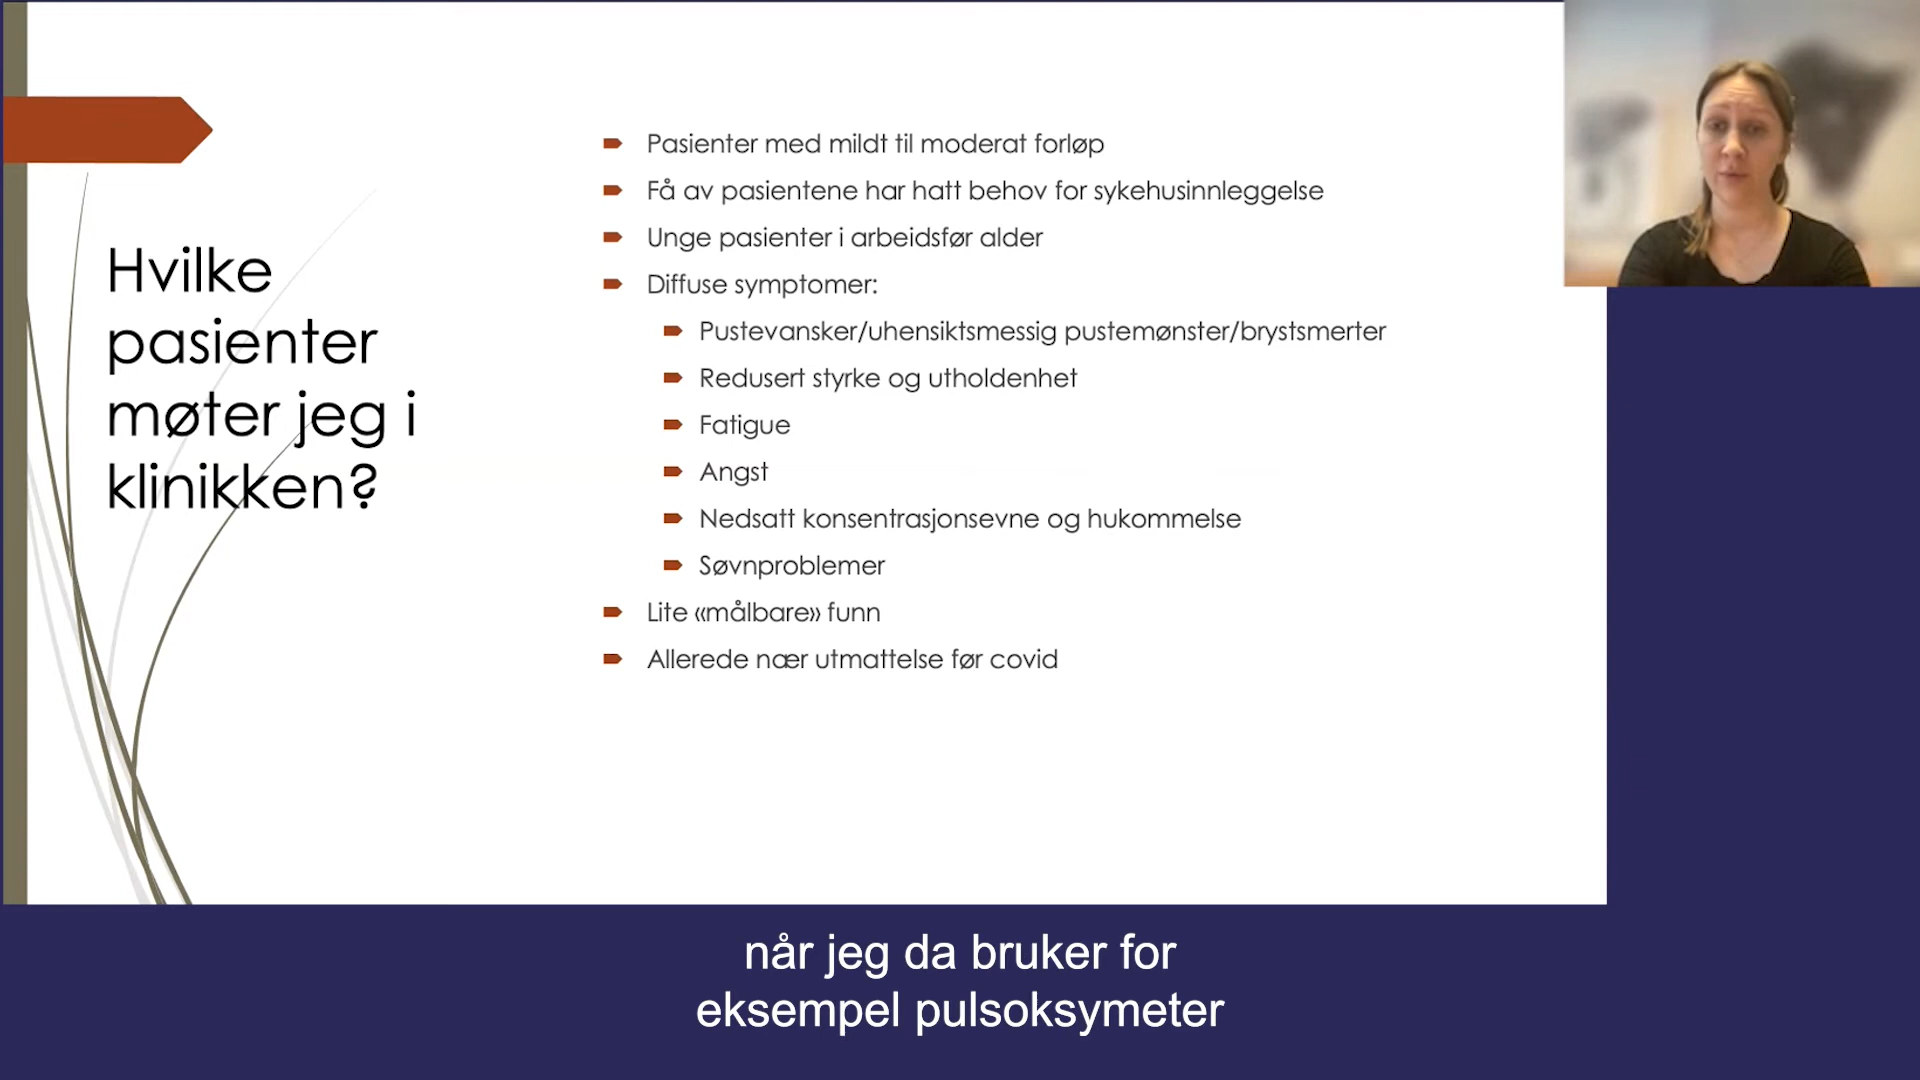 Hvilke
pasienter
møter jeg i
klinikken?
Pasienter med mildt til moderat forløp
Få av pasientene har hatt behov for sykehusinnleggelse
Unge pasienter i arbeidsfør alder
Diffuse symptomer:
Pustevansker/uhensiktsmessig pustemønster/brystsmerter
Redusert styrke og utholdenhet
Fatigue
Angst
Nedsatt konsentrasjonsevne og hukommelse
Søvnproblemer
Lite «målbare» funn
Allerede nær utmattelse før covid
når jeg da bruker for
eksempel pulsoksymeter